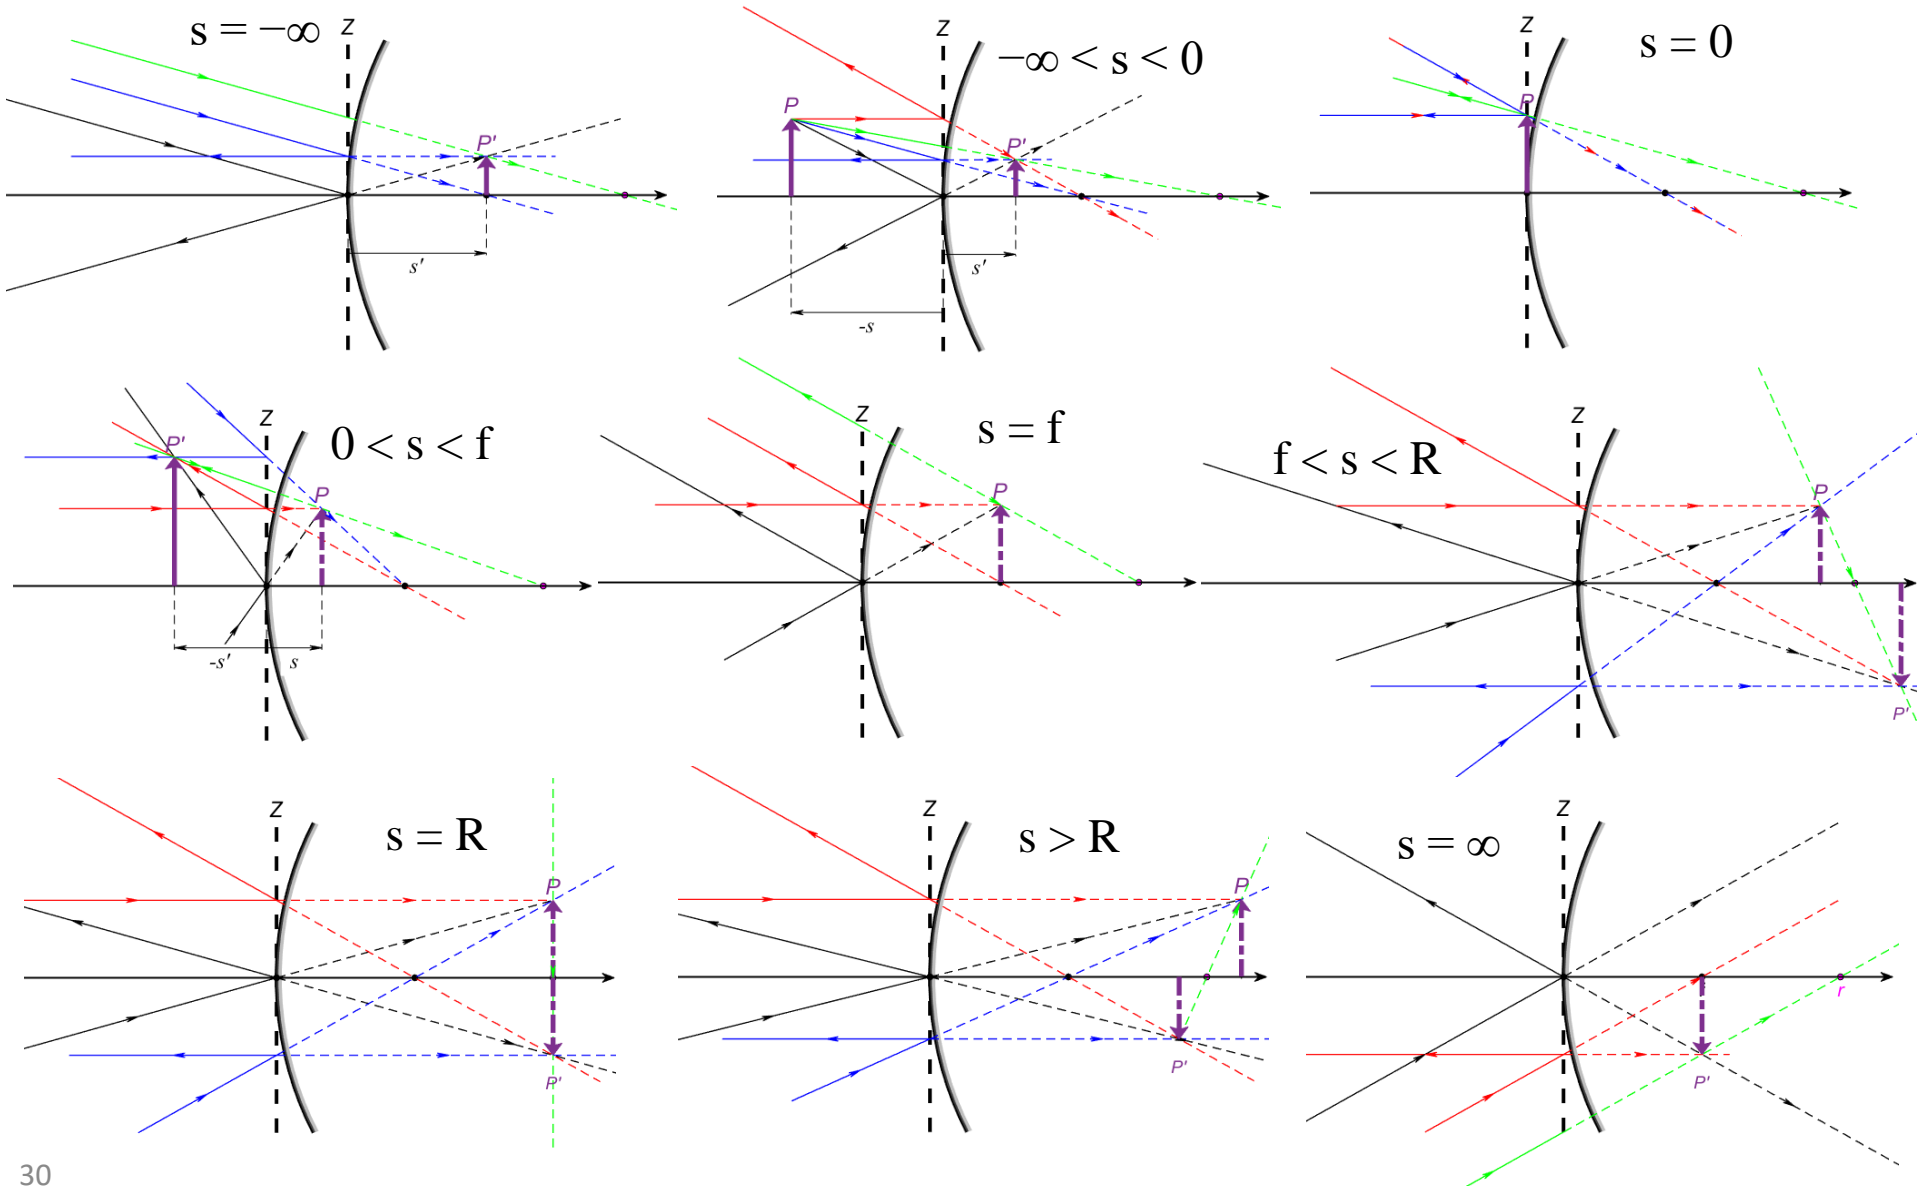 s = −∞
z
P'
s'
z
−∞ < s < 0
P
P'
s'
-s
z
s = 0
P
z
0 < s < f
P'
P
-s'
s
z
s = f
P
z
f < s < R
P
P'
z
s = R
P
P'
z
s > R
P
P'
z
s = ∞
r
P'
30